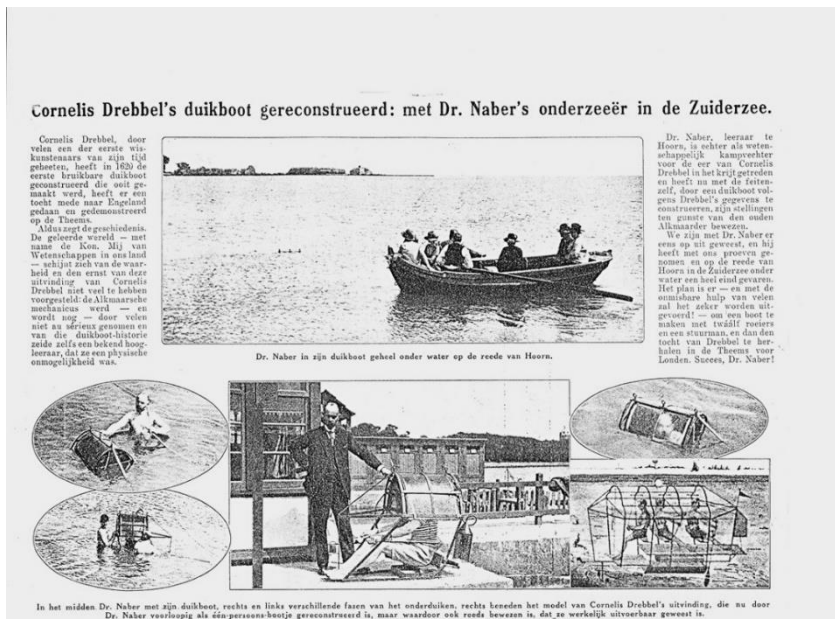 Cornelis Drebbel's duikboot gereconstrueerd: met Dr. Naber's onderzeeër in de Zuiderzee.
Cornelis Drebbel, door
velen een der eerste wis-
kunstenaars van zijn tijd
geheeten, heeft in 1620 de
eerste bruikbare duikboot
geconstrueerd die ooit ge-
maakt werd, heeft er een
tocht mede naar Engeland
gedaan en gedemonstreerd
op de Theems.
Aldus zegt de geschiedenis.
De geleerde wereld — met
name de Kon. Mij van
Wetenschappen in ons land
— schijnt zich van de waar-
heid en den ernst van deze
uitvinding van Cornelis
Drebbel niet veel te hebben
voorgesteld: de Alkmaarsche
mechanicus werd — en
wordt nog — door velen
niet au sérieux genomen en
van die duikboot-historie
zeide zelfs een bekend hoog-
leeraar, dat ze een physische
onmogelijkheid was.
Dr. Naber in zijn duikboot geheel onder water op de reede van Hoorn.
Dr. Naber, leeraar te
Hoorn, is echter als weten-
schappelijk kampvechter
voor de eer van Cornelis
Drebbel in het krijt getreden
en heeft nu met de feiten-
zelf, door een duikboot vol-
gens Drebbel's gegevens te
construeeren, zijn stellingen
ten gunste van den ouden
Alkmaarder bewezen.
We zijn met Dr. Naber er
eens op uit geweest, en hij
heeft met ons proeven ge-
nomen en op de reede van
Hoorn in de Zuiderzee onder
water een heel eind gevaren.
Het plan is er — en met de
onmisbare hulp van velen
zal het zeker worden uit-
gevoerd! — om een boot te
maken met twáálf roeiers
en een stuurman, en dan den
tocht van Drebbel te her-
halen in de Theems voor
Londen. Succes, Dr. Naber!
In het midden Dr. Naber met zijn duikboot, rechts en links verschillende fasen van het onderduiken, rechts beneden het model van Cornelis Drebbel's uitvinding, die nu door
Dr. Naber voorloopig als één-persoons-bootje gereconstrueerd is, maar waardoor ook reeds bewezen is, dat ze werkelijk uitvoerbaar geweest is.